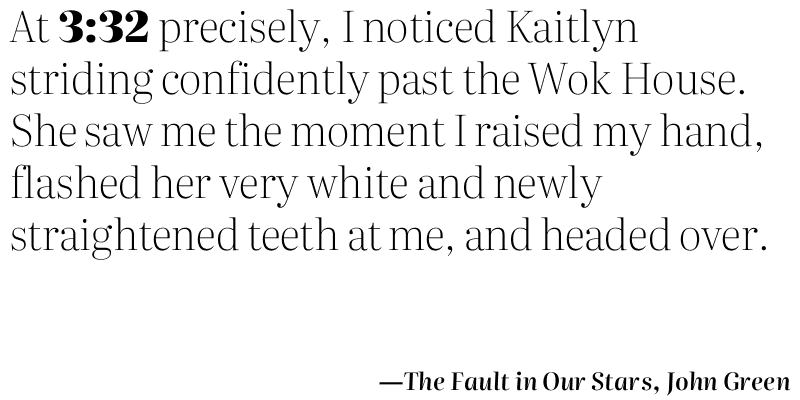 At 3:32 precisely, I noticed Kaitlyn
striding confidently past the Wok House.
She saw me the moment I raised my hand,
flashed her very white and newly
straightened teeth at me, and headed over.
—The Fault in Our Stars, John Green